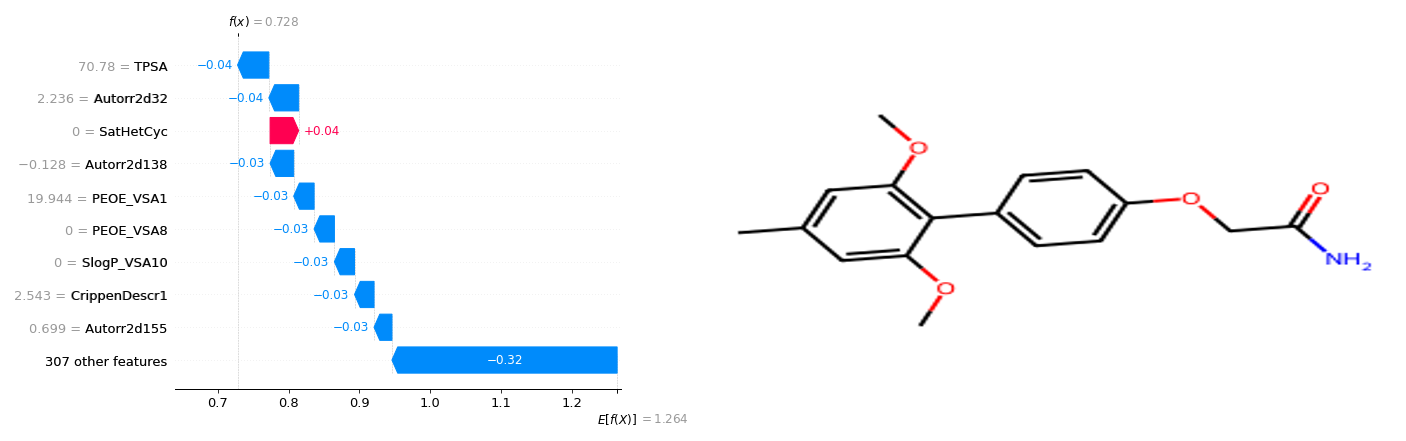 f(x) = 0.728
70.78 = TPSA
−0.04
2.236 = Autorr2d32
−0.04
0 = SatHetCyc
+0.04
−0.128 = Autorr2d138
−0.03
19.944 = PEOE_VSA1
−0.03
0 = PEOE_VSA8
−0.03
0 = SlogP_VSA10
−0.03
2.543 = CrippenDescr1
−0.03
0.699 = Autorr2d155
−0.03
307 other features
−0.32
0.7 0.8 0.9 1.0 1.1 1.2
E[f(X)] = 1.264
O
O
O
O
NH2